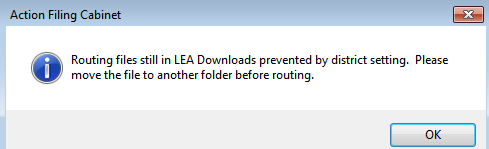 Action Filing Cabinet
Routing files still in LEA Downloads prevented by district setting.  Please
move the file to another folder before routing.
OK